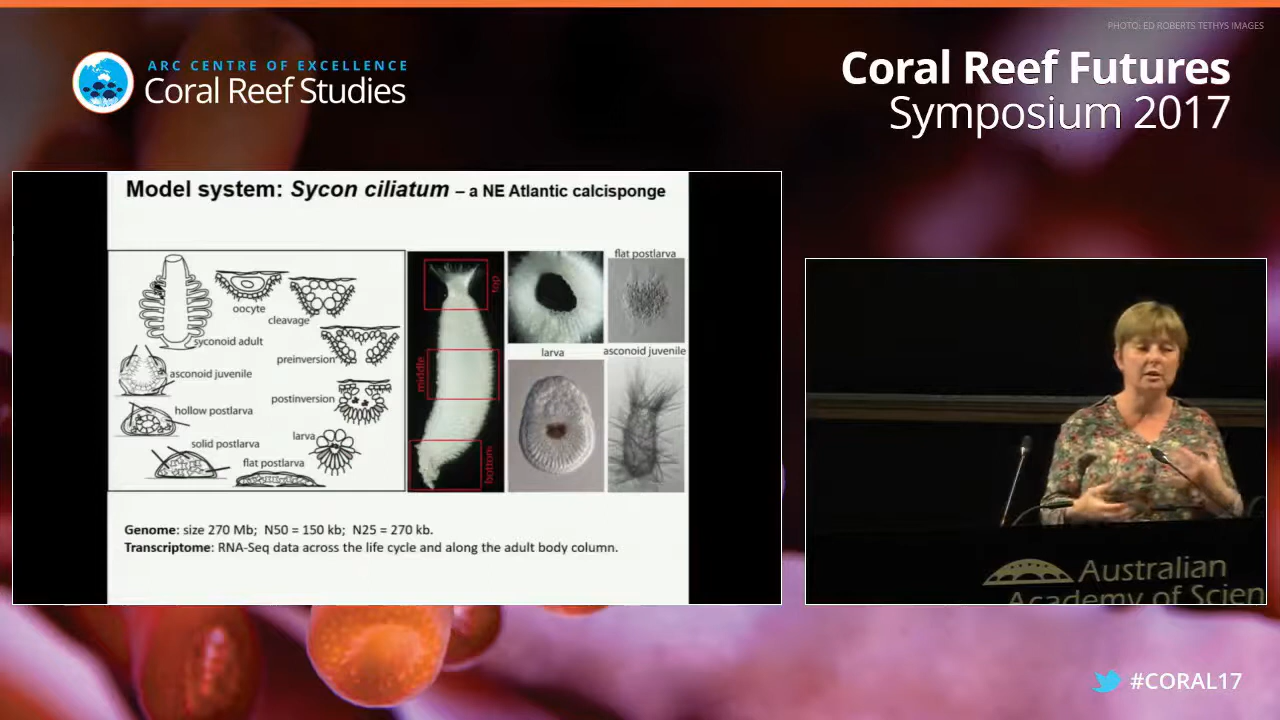 PHOTO: ED ROBERTS TETHYS IMAGES
ARC CENTRE OF EXCELLENCE
Coral Reef Studies
Coral Reef Futures
Symposium 2017
Model system: Sycon ciliatum – a NE Atlantic calcisponge
oocyte
cleavage
syconoid adult
preinversion
asconoid juvenile
postinversion
hollow postlarva
larva
solid postlarva
flat postlarva
top
middle
bottom
flat postlarva
larva
asconoid juvenile
Genome: size 270 Mb; N50 = 150 kb; N25 = 270 kb.
Transcriptome: RNA-Seq data across the life cycle and along the adult body column.
Australian
Academy of Scien
#CORAL17